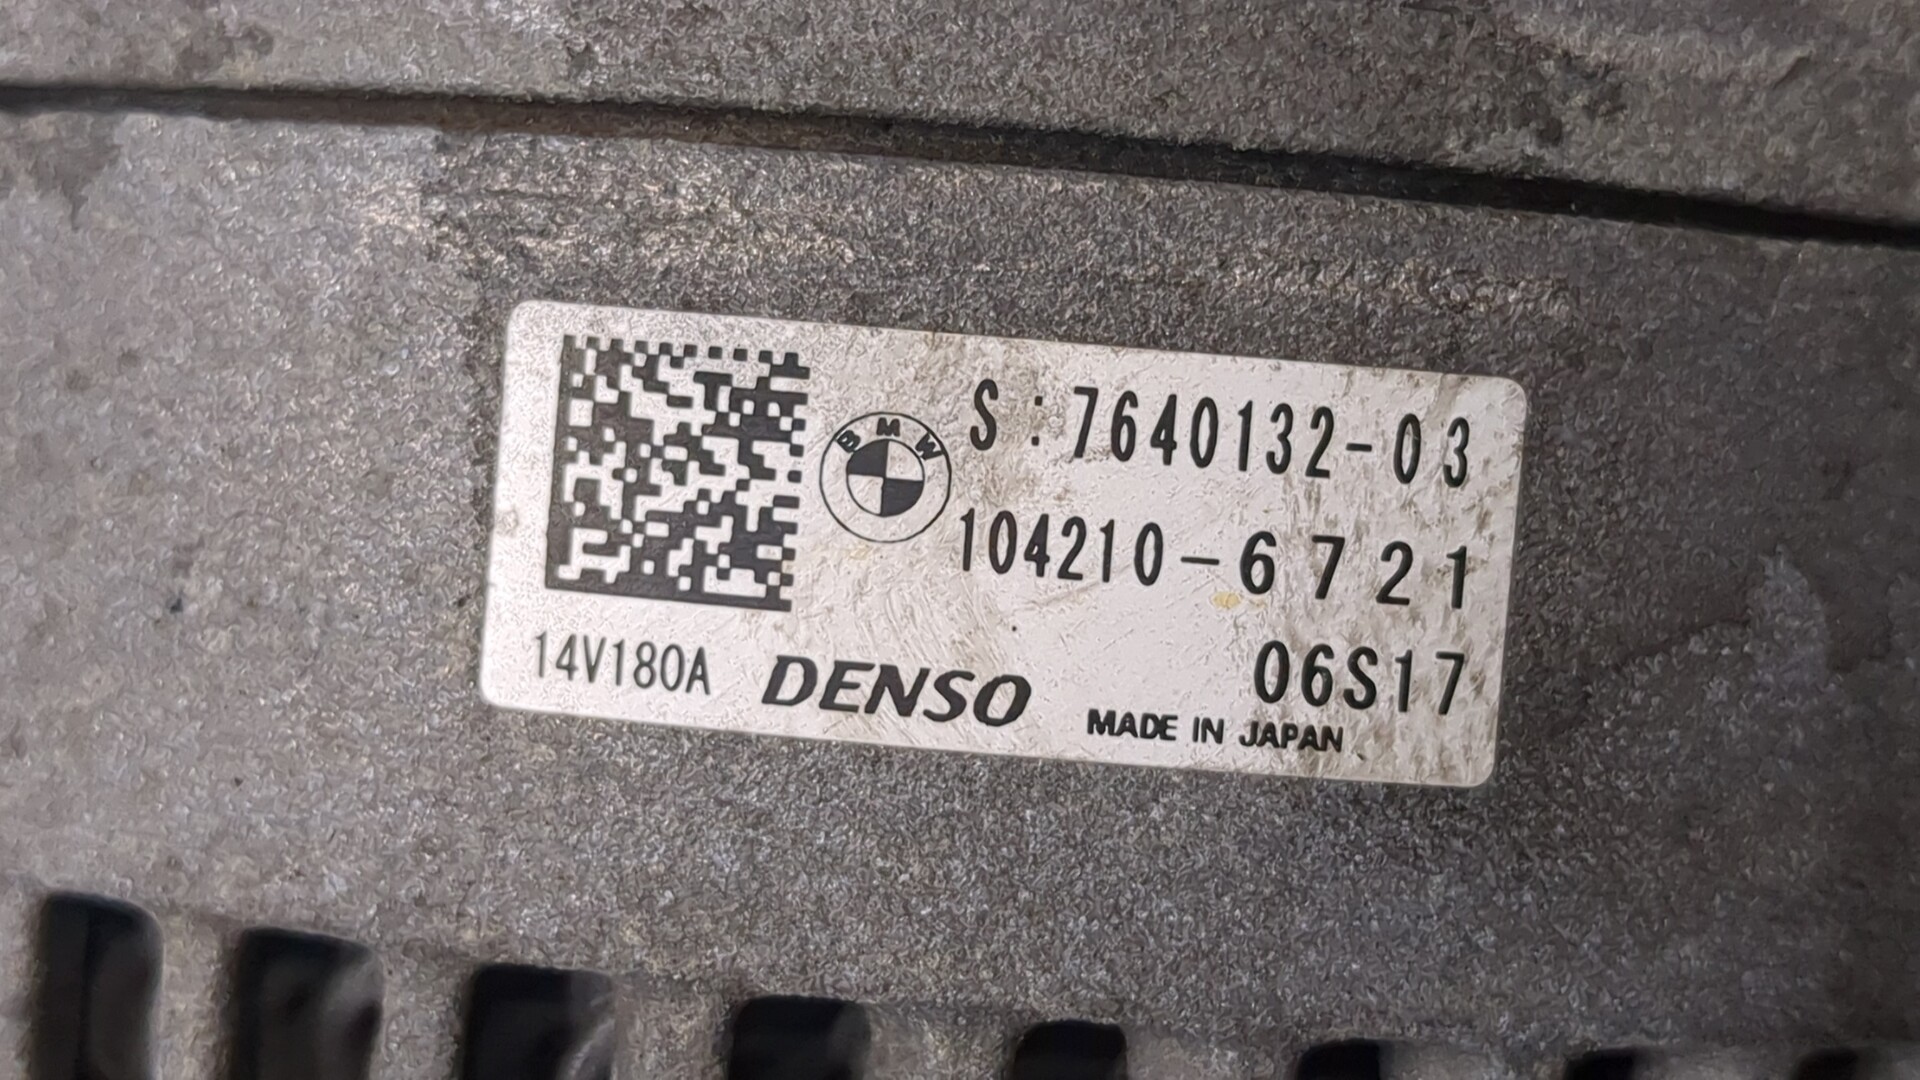 BMW
S:7640132-03
104210-6721
06S17
14V180A DENSO MADE IN JAPAN